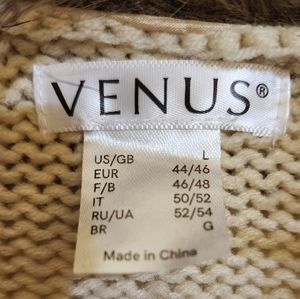 VENUS®
US/GB L
EUR 44/46
F/B 46/48
IT 50/52
RU/UA 52/54
BR G
Made in China